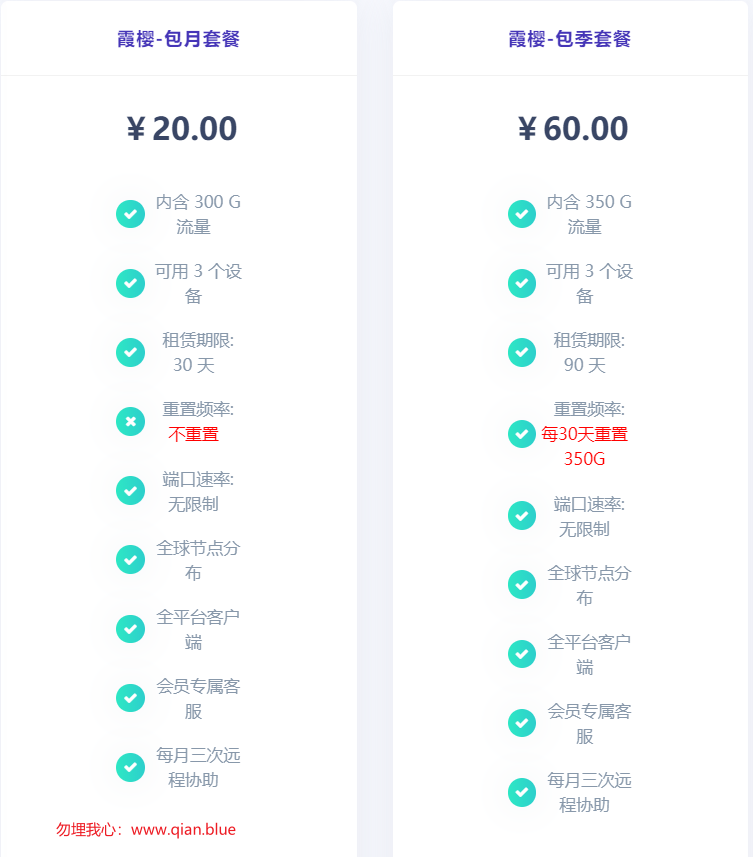 霞樱-包月套餐
￥20.00
内含 300 G
流量
可用 3 个设
备
租赁期限:
30 天
重置频率:
不重置
端口速率:
无限制
全球节点分
布
全平台客户
端
会员专属客
服
每月三次远
程协助
勿埋我心：www.qian.blue
霞樱-包季套餐
￥60.00
内含 350 G
流量
可用 3 个设
备
租赁期限:
90 天
重置频率:
每30天重置
350G
端口速率:
无限制
全球节点分
布
全平台客户
端
会员专属客
服
每月三次远
程协助